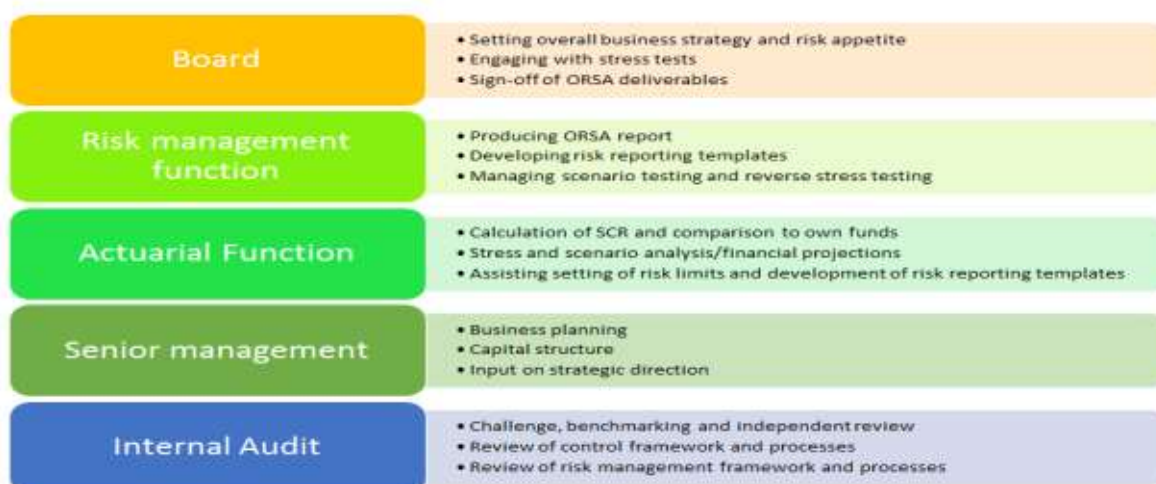 Board
• Setting overall business strategy and risk appetite
• Engaging with stress tests
• Sign-off of ORSA deliverables
Risk management
function
• Producing ORSA report
• Developing risk reporting templates
• Managing scenario testing and reverse stress testing
Actuarial Function
• Calculation of SCR and comparison to own funds
• Stress and scenario analysis/financial projections
• Assisting setting of risk limits and development of risk reporting templates
Senior management
• Business planning
• Capital structure
• Input on strategic direction
Internal Audit
• Challenge, benchmarking and independent review
• Review of control framework and processes
• Review of risk management framework and processes